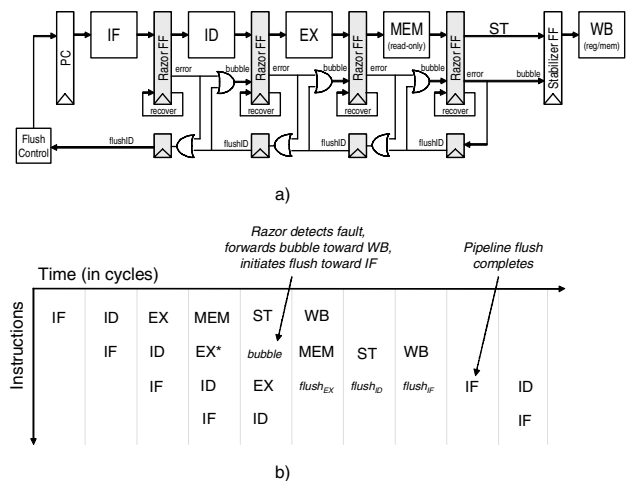 IF
ID
EX
MEM
(read-only)
ST
WB
(reg/mem)
PC
Razor FF
Razor FF
Razor FF
Razor FF
Stabilizer FF
error
bubble
error
bubble
error
bubble
error
bubble
recover
recover
recover
recover
Flush
Control
flushID
flushID
flushID
flushID
a)
Razor detects fault,
forwards bubble toward WB,
initiates flush toward IF
Pipeline flush
completes
Time (in cycles)
Instructions
IF ID EX MEM ST WB
IF ID EX* bubble MEM ST WB
IF ID EX flushEX flushID flushIF IF ID
IF ID IF
b)